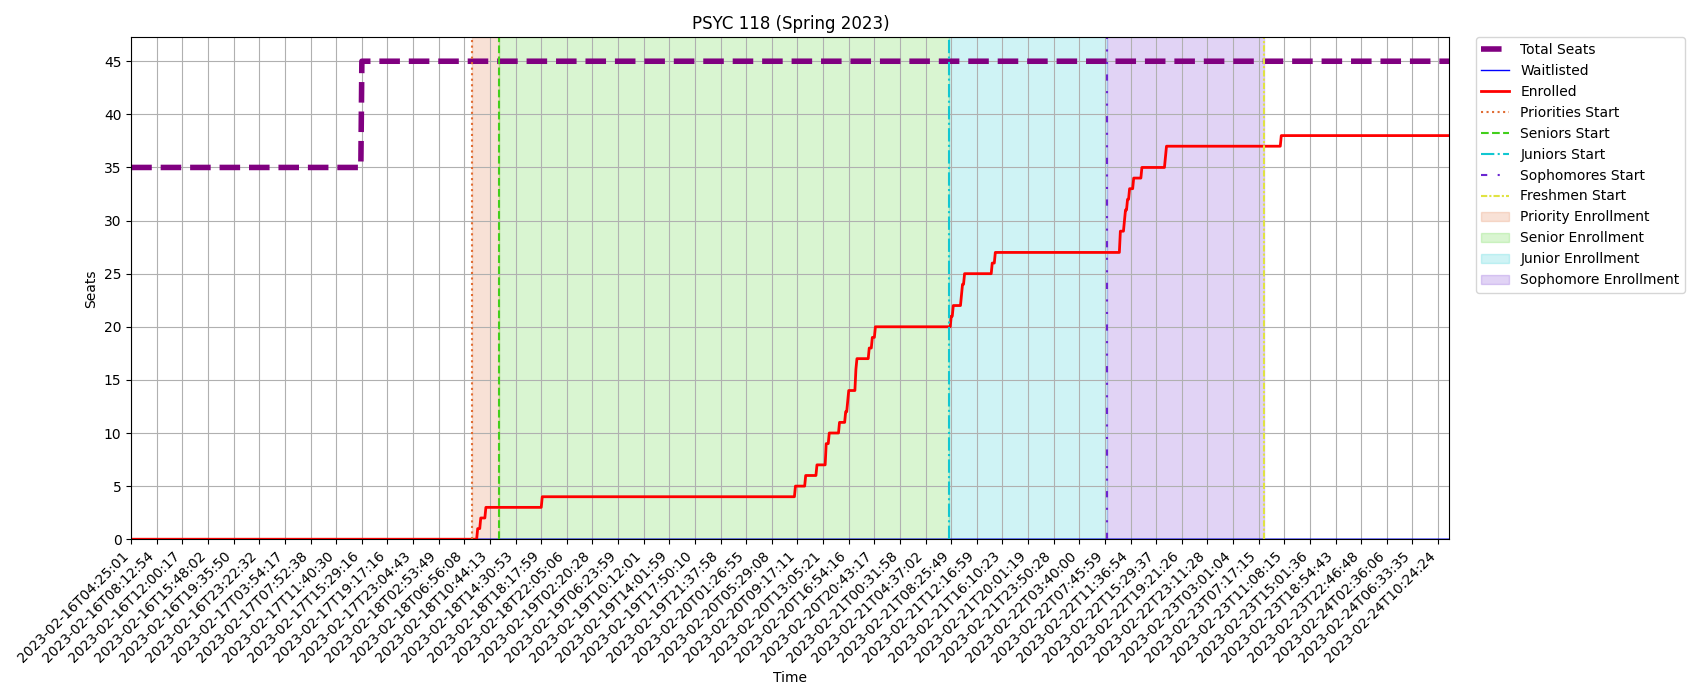 PSYC 118 (Spring 2023)
Total Seats
Waitlisted
Enrolled
Priorities Start
Seniors Start
Juniors Start
Sophomores Start
Freshmen Start
Priority Enrollment
Senior Enrollment
Junior Enrollment
Sophomore Enrollment
Seats
45
40
35
30
25
20
15
10
5
0
2023-02-16T04:25:01
2023-02-16T08:12:54
2023-02-16T12:00:17
2023-02-16T15:48:02
2023-02-16T19:35:50
2023-02-16T23:22:32
2023-02-17T03:54:17
2023-02-17T07:52:38
2023-02-17T11:40:30
2023-02-17T15:29:16
2023-02-17T19:17:16
2023-02-17T23:04:43
2023-02-18T02:53:49
2023-02-18T06:56:08
2023-02-18T10:44:13
2023-02-18T14:30:53
2023-02-18T18:17:59
2023-02-18T22:05:06
2023-02-19T02:20:28
2023-02-19T06:23:59
2023-02-19T10:12:01
2023-02-19T14:01:59
2023-02-19T17:50:10
2023-02-19T21:37:58
2023-02-20T01:26:55
2023-02-20T05:29:08
2023-02-20T09:17:11
2023-02-20T13:05:21
2023-02-20T16:54:16
2023-02-20T20:43:17
2023-02-21T00:31:58
2023-02-21T04:37:02
2023-02-21T08:25:49
2023-02-21T12:16:59
2023-02-21T16:10:23
2023-02-21T20:01:19
2023-02-21T23:50:28
2023-02-22T03:40:00
2023-02-22T07:45:59
2023-02-22T11:36:54
2023-02-22T15:29:37
2023-02-22T19:21:26
2023-02-22T23:11:28
2023-02-23T03:01:04
2023-02-23T07:17:15
2023-02-23T11:08:15
2023-02-23T15:01:36
2023-02-23T18:54:43
2023-02-23T22:46:48
2023-02-24T02:36:06
2023-02-24T06:33:35
2023-02-24T10:24:24
Time